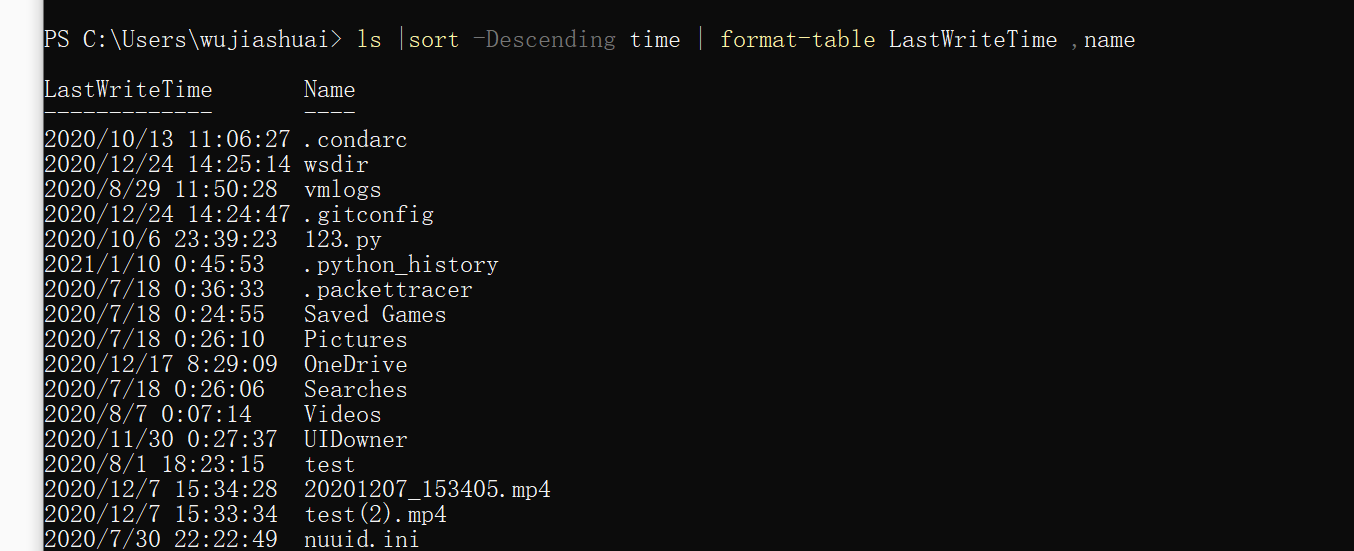 PS C:\Users\wujiashuai> ls |sort -Descending time | format-table LastWriteTime ,name
LastWriteTime Name
------------- ----
2020/10/13 11:06:27 .condarc
2020/12/24 14:25:14 wsdir
2020/8/29 11:50:28 vmlogs
2020/12/24 14:24:47 .gitconfig
2020/10/6 23:39:23 123.py
2021/1/10 0:45:53 .python_history
2020/7/18 0:36:33 .packettracer
2020/7/18 0:24:55 Saved Games
2020/7/18 0:26:10 Pictures
2020/12/17 8:29:09 OneDrive
2020/7/18 0:26:06 Searches
2020/8/7 0:07:14 Videos
2020/11/30 0:27:37 UIDowner
2020/8/1 18:23:15 test
2020/12/7 15:34:28 20201207_153405.mp4
2020/12/7 15:33:34 test(2).mp4
2020/7/30 22:22:49 nuuid.ini